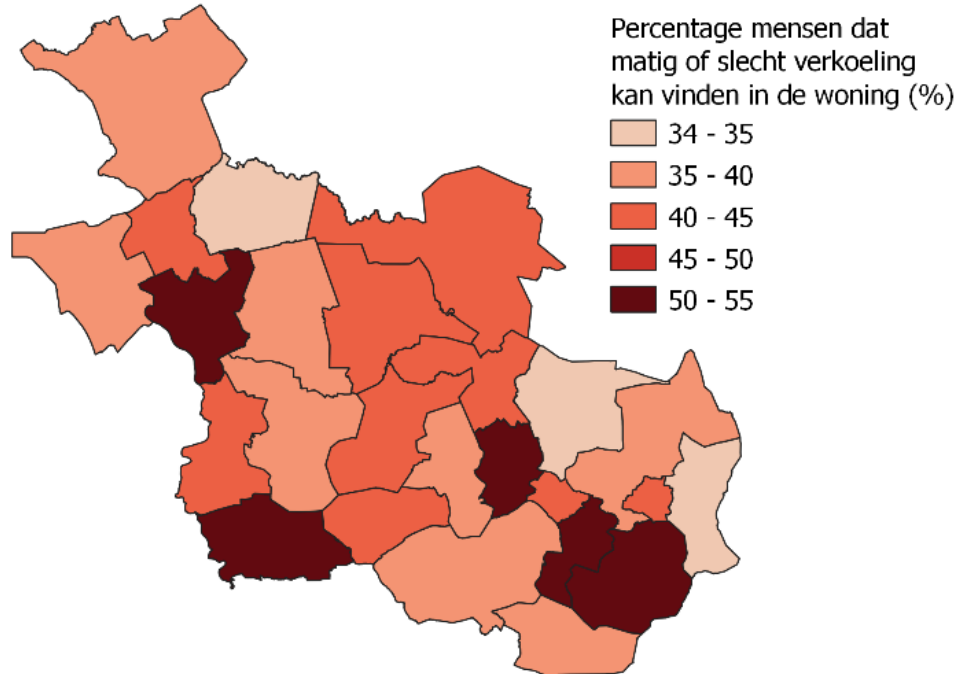 Percentage mensen dat
matig of slecht verkoeling
kan vinden in de woning (%)
34 - 35
35 - 40
40 - 45
45 - 50
50 - 55